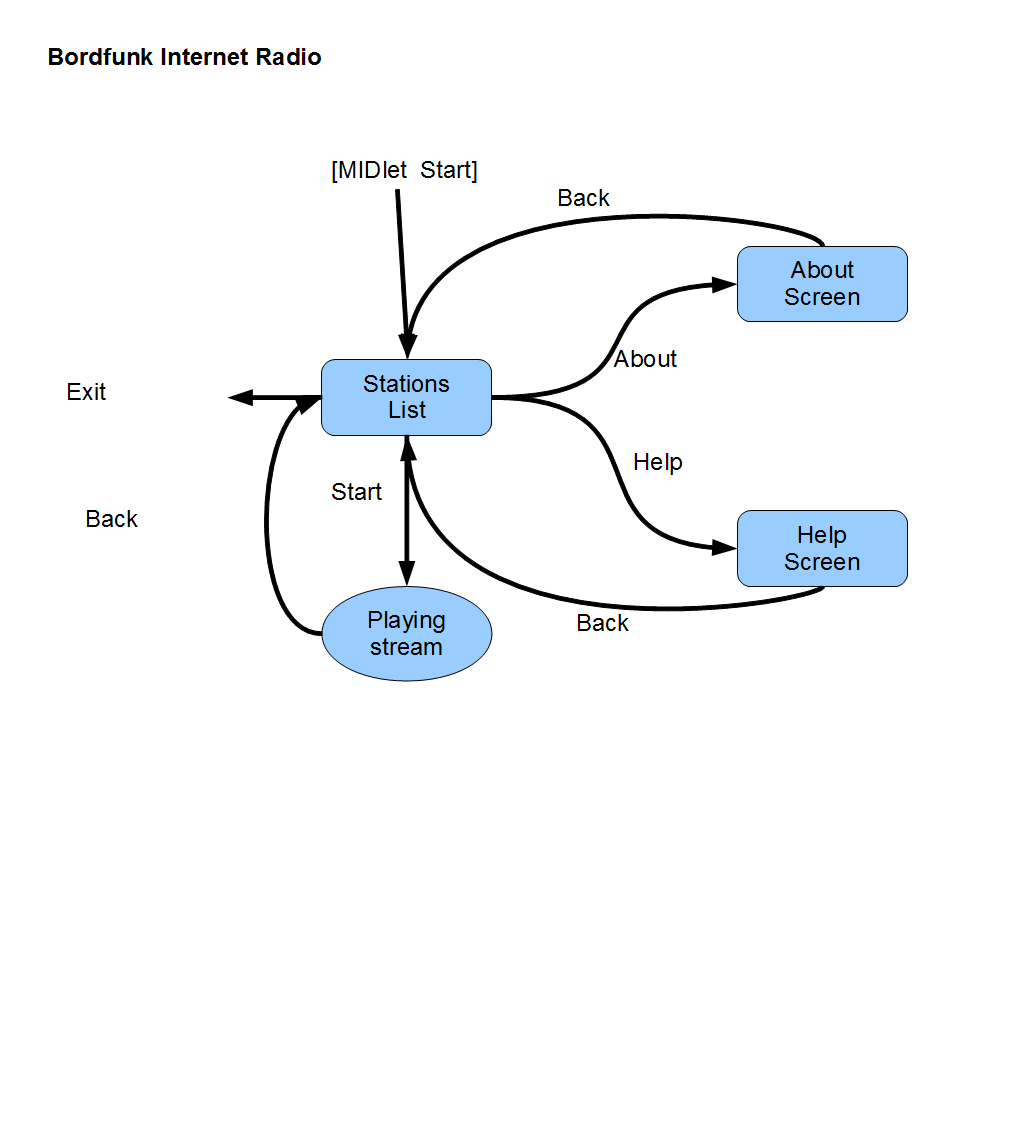 Bordfunk Internet Radio
[MIDlet  Start]
Back
About
Screen
About
Stations
List
Exit
Help
Start
Back
Help
Screen
Playing
stream
Back